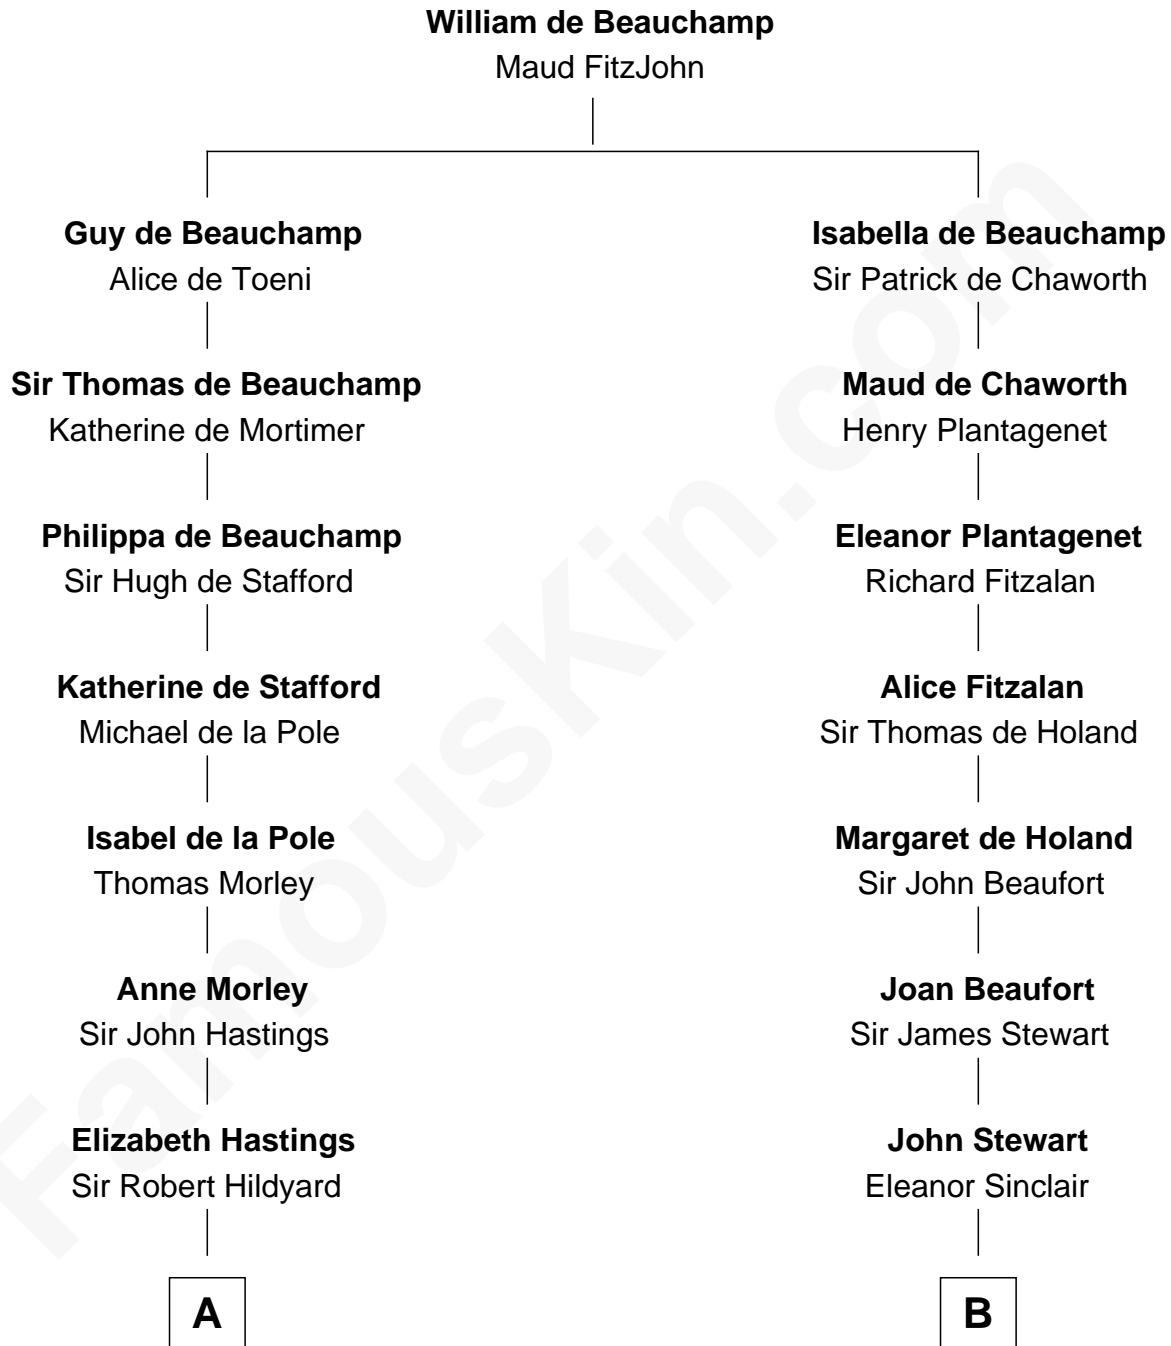 William de Beauchamp
Maud FitzJohn
Guy de Beauchamp
Alice de Toeni
Isabella de Beauchamp
Sir Patrick de Chaworth
Sir Thomas de Beauchamp
Katherine de Mortimer
Maud de Chaworth
Henry Plantagenet
Philippa de Beauchamp
Sir Hugh de Stafford
Eleanor Plantagenet
Richard Fitzalan
Katherine de Stafford
Michael de la Pole
Alice Fitzalan
Sir Thomas de Holand
Isabel de la Pole
Thomas Morley
Margaret de Holand
Sir John Beaufort
Anne Morley
Sir John Hastings
Joan Beaufort
Sir James Stewart
Elizabeth Hastings
Sir Robert Hildyard
John Stewart
Eleanor Sinclair
A
B
FamousKin.com